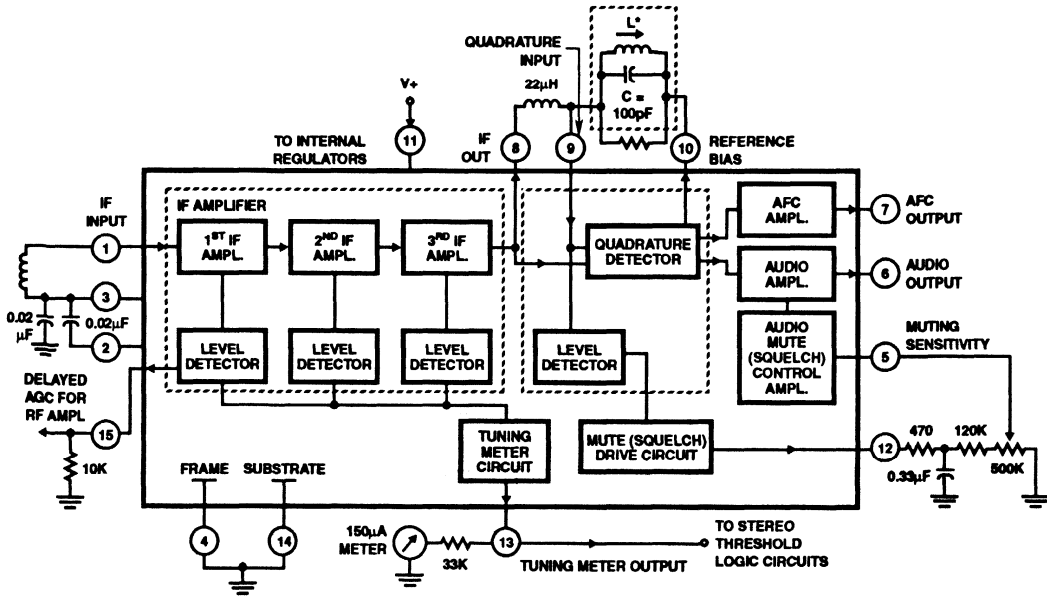 L*
QUADRATURE
INPUT
22µH
C =
100pF
V+
11
TO INTERNAL
REGULATORS
8
IF
OUT
9
10
REFERENCE
BIAS
IF
INPUT
1
IF AMPLIFIER
1ST IF
AMPL.
2ND IF
AMPL.
3RD IF
AMPL.
QUADRATURE
DETECTOR
AFC
AMPL.
7
AFC
OUTPUT
AUDIO
AMPL.
6
AUDIO
OUTPUT
3
0.02
µF
0.02µF
2
LEVEL
DETECTOR
LEVEL
DETECTOR
LEVEL
DETECTOR
LEVEL
DETECTOR
AUDIO
MUTE
(SQUELCH)
CONTROL
AMPL.
5
MUTING
SENSITIVITY
DELAYED
AGC FOR
RF AMPL
15
10K
TUNING
METER
CIRCUIT
MUTE (SQUELCH)
DRIVE CIRCUIT
12
470
120K
0.33µF
500K
FRAME
SUBSTRATE
4
14
150µA
METER
33K
13
TUNING METER OUTPUT
TO STEREO
THRESHOLD
LOGIC CIRCUITS